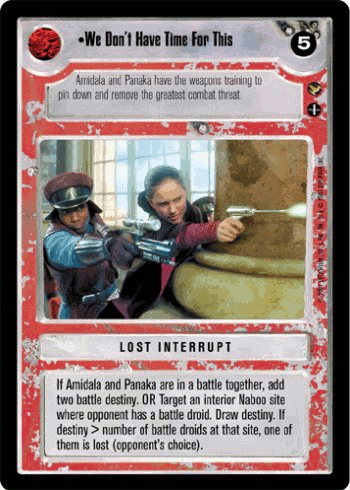 •We Don't Have Time For This
5
Amidala and Panaka have the weapons training to
pin down and remove the greatest combat threat.
LOST INTERRUPT
If Amidala and Panaka are in a battle together, add
two battle destiny. OR Target an interior Naboo site
where opponent has a battle droid. Draw destiny. If
destiny > number of battle droids at that site, one of
them is lost (opponent's choice).